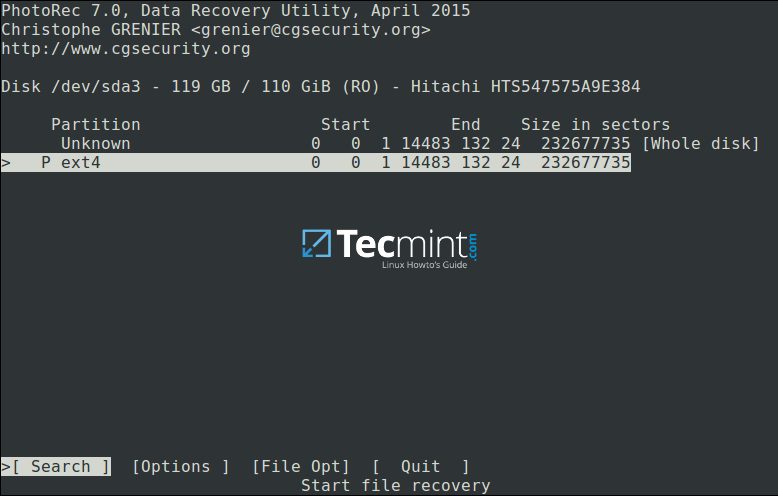 PhotoRec 7.0, Data Recovery Utility, April 2015
Christophe GRENIER <grenier@cgsecurity.org>
http://www.cgsecurity.org
Disk /dev/sda3 - 119 GB / 110 GiB (RO) - Hitachi HTS547575A9E384
Partition Start End Size in sectors
Unknown 0 0 1 14483 132 24 232677735 [Whole disk]
> P ext4 0 0 1 14483 132 24 232677735
Tecmint.com
Linux Howto's Guide
>[ Search ] [Options ] [File Opt] [ Quit ]
Start file recovery